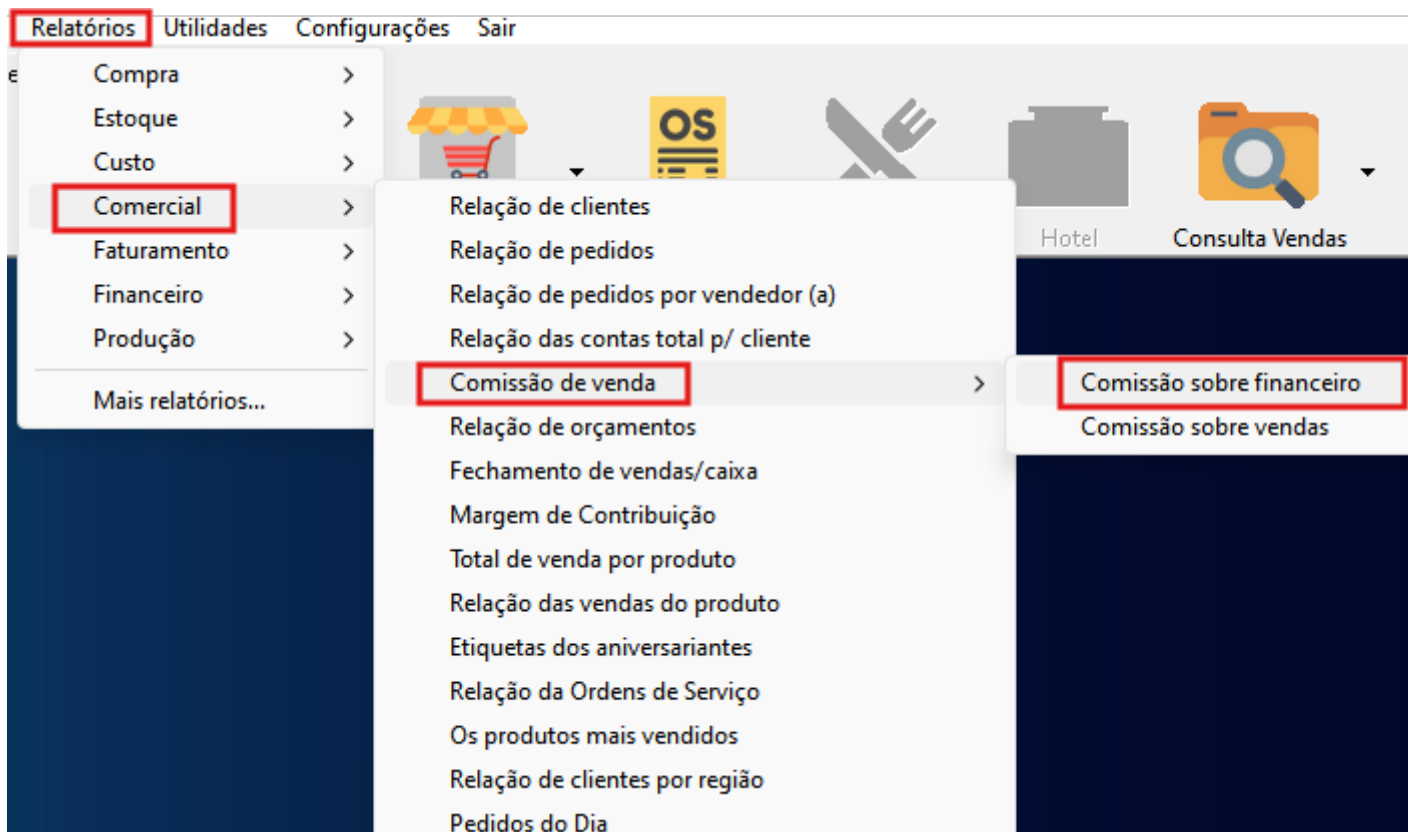 Relatórios Utilidades Configurações Sair
Compra
Estoque
Custo
Comercial
Faturamento
Financeiro
Produção
Mais relatórios...
OS
Hotel
Consulta Vendas
Relação de clientes
Relação de pedidos
Relação de pedidos por vendedor (a)
Relação das contas total p/ cliente
Comissão de venda
Relação de orçamentos
Fechamento de vendas/caixa
Margem de Contribuição
Total de venda por produto
Relação das vendas do produto
Etiquetas dos aniversariantes
Relação da Ordens de Serviço
Os produtos mais vendidos
Relação de clientes por região
Pedidos do Dia
Comissão sobre financeiro
Comissão sobre vendas